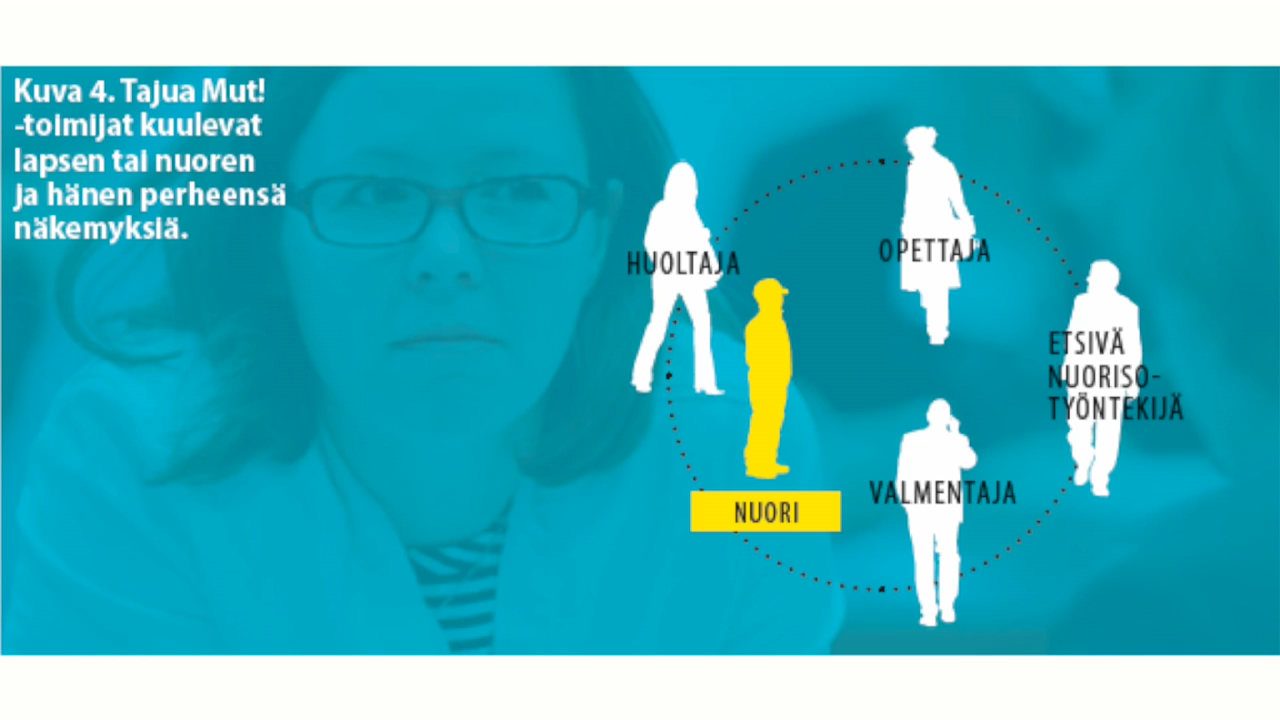 Kuva 4. Tajua Mut!
-toimijat kuulevat
lapsen tai nuoren
ja hänen perheensä
näkemyksiä.
HUOLTAJA
OPETTAJA
ETSIVÄ
NUORISO-
TYÖNTEKIJÄ
VALMENTAJA
NUORI